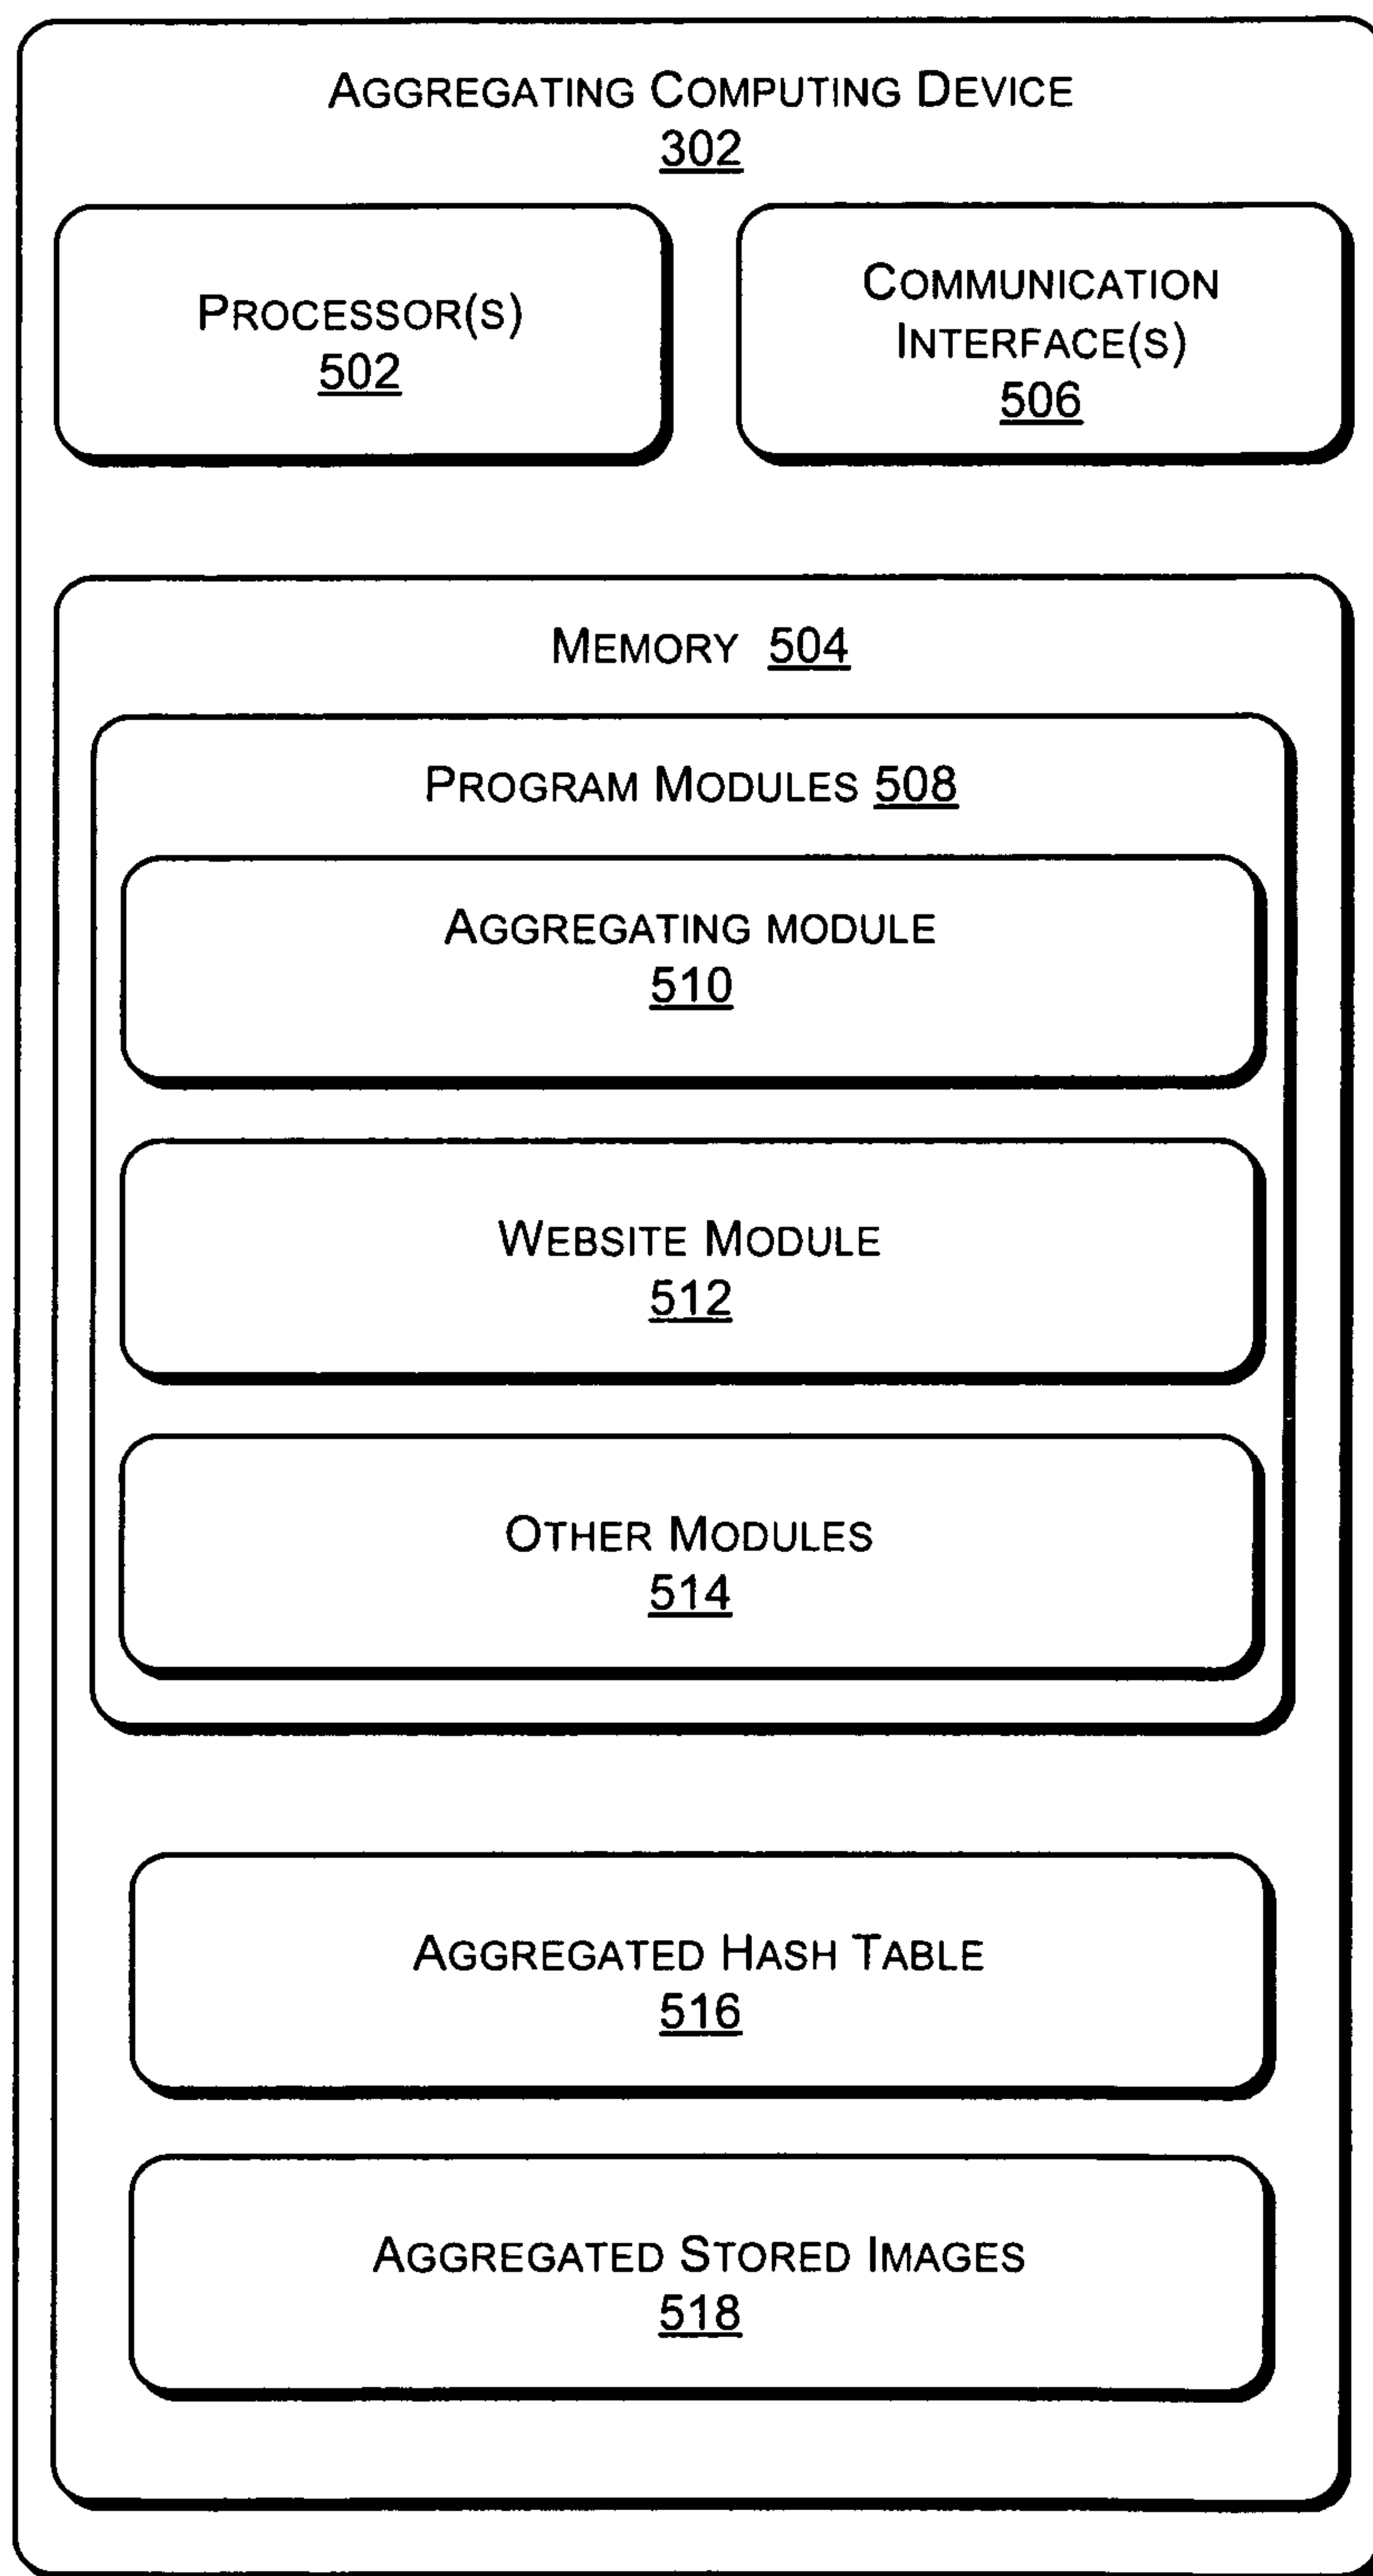 AGGREGATING COMPUTING DEVICE
302
PROCESSOR(S)
502
COMMUNICATION
INTERFACE(S)
506
MEMORY 504
PROGRAM MODULES 508
AGGREGATING MODULE
510
WEBSITE MODULE
512
OTHER MODULES
514
AGGREGATED HASH TABLE
516
AGGREGATED STORED IMAGES
518